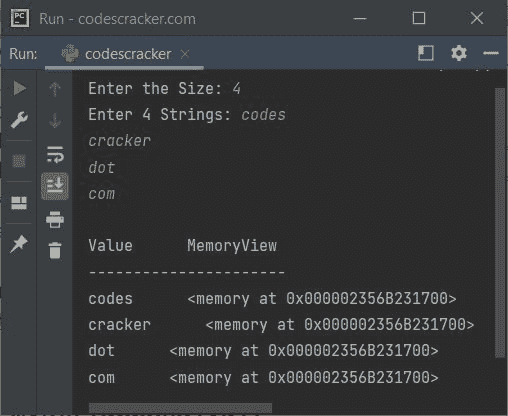 PC
Run - codescracker.com
Run: codescracker
Enter the Size: 4
Enter 4 Strings: codes
cracker
dot
com
Value MemoryView
----------------------
codes <memory at 0x000002356B231700>
cracker <memory at 0x000002356B231700>
dot <memory at 0x000002356B231700>
com <memory at 0x000002356B231700>